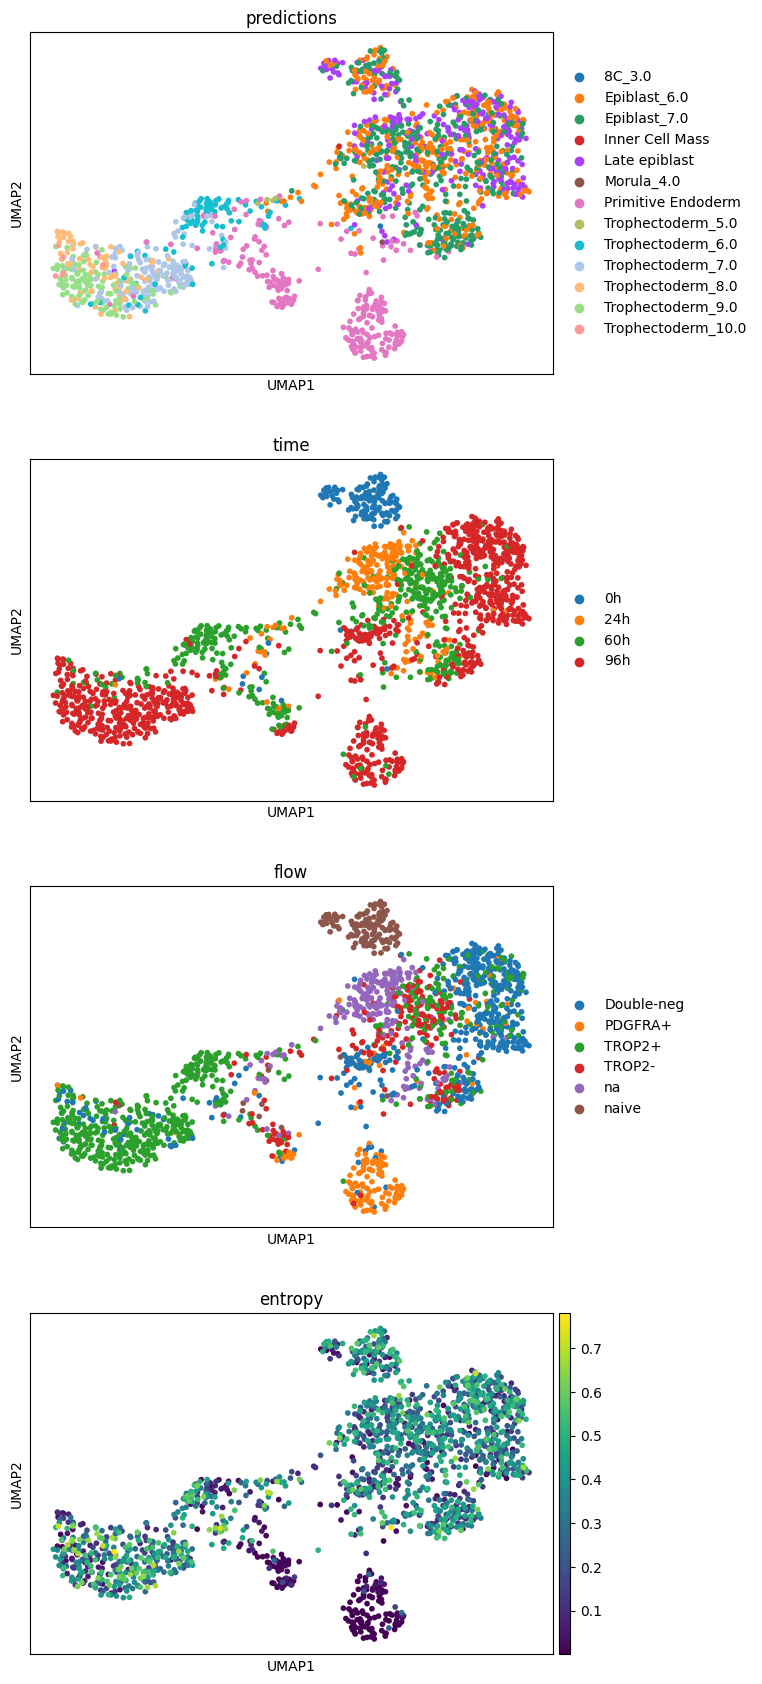 predictions
UMAP2
UMAP1
8C_3.0
Epiblast_6.0
Epiblast_7.0
Inner Cell Mass
Late epiblast
Morula_4.0
Primitive Endoderm
Trophectoderm_5.0
Trophectoderm_6.0
Trophectoderm_7.0
Trophectoderm_8.0
Trophectoderm_9.0
Trophectoderm_10.0
time
UMAP2
UMAP1
0h
24h
60h
96h
flow
UMAP2
UMAP1
Double-neg
PDGFRA+
TROP2+
TROP2-
na
naive
entropy
UMAP2
UMAP1
0.7
0.6
0.5
0.4
0.3
0.2
0.1